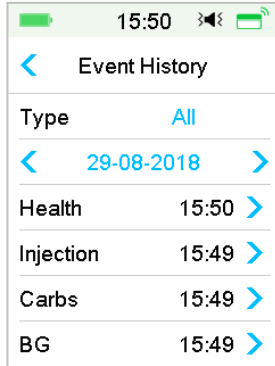 15:50
Event History
Type All
29-08-2018
Health 15:50
Injection 15:49
Carbs 15:49
BG 15:49